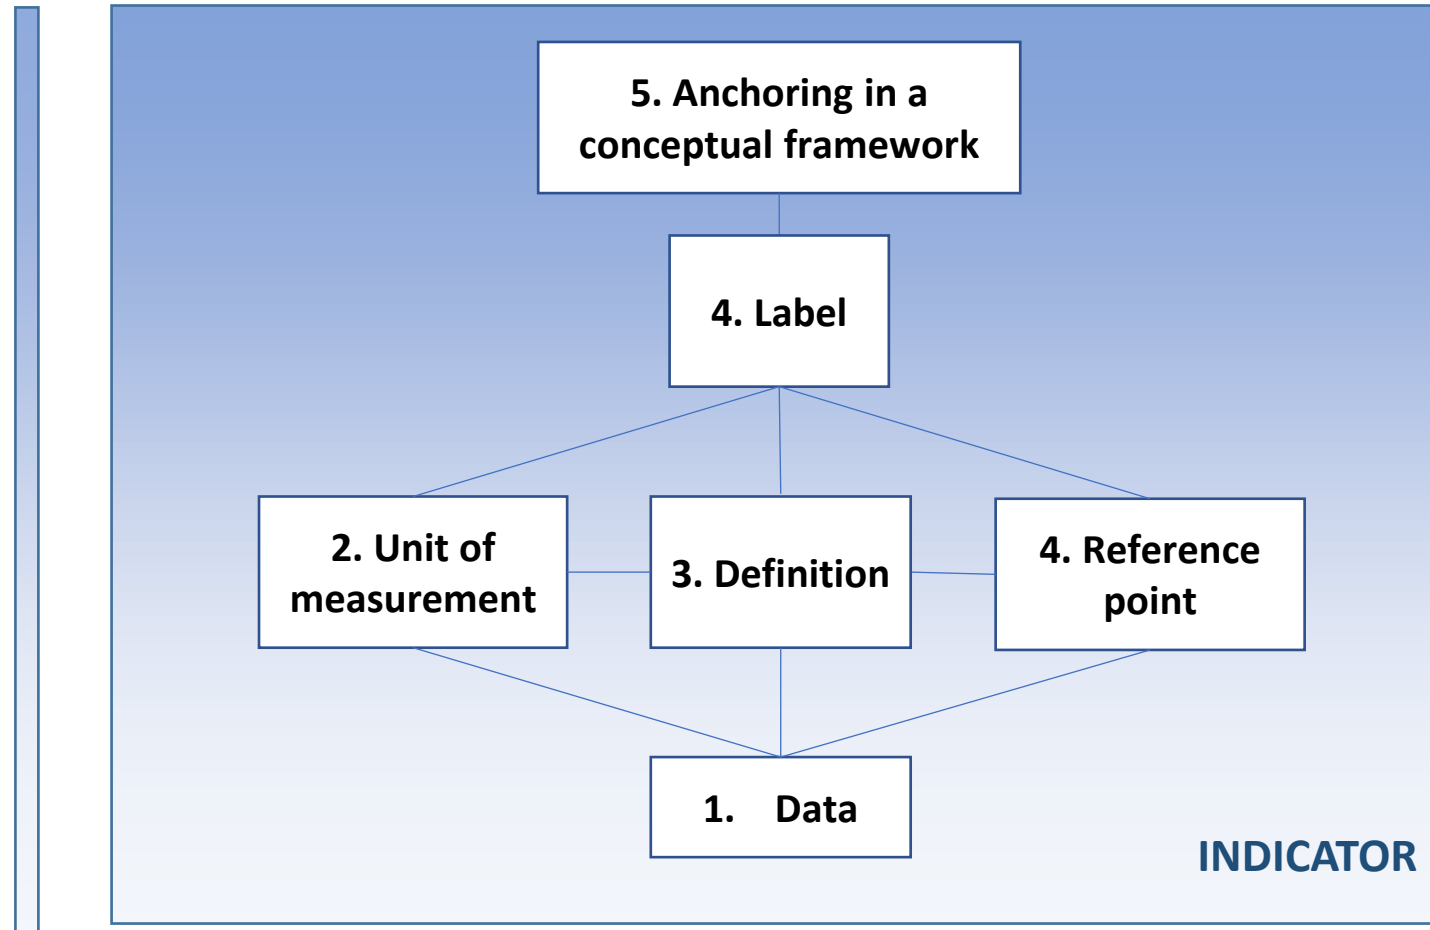 5. Anchoring in a
conceptual framework
4. Label
2. Unit of
measurement
3. Definition
4. Reference
point
1. Data
INDICATOR